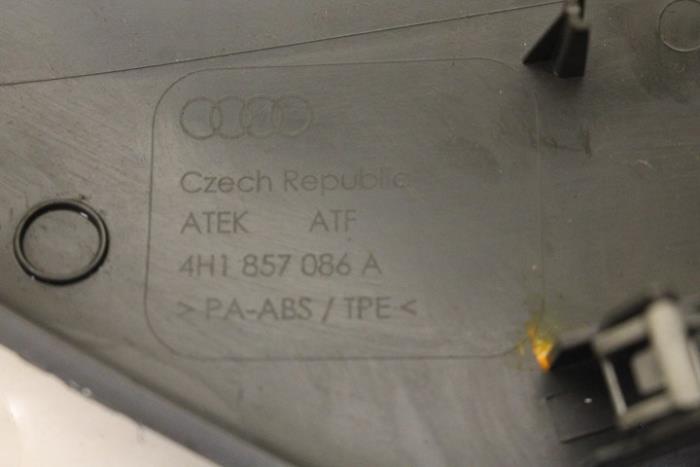 Czech Republic
ATEK ATF
4H1 857 086 A
> PA-ABS / TPE <